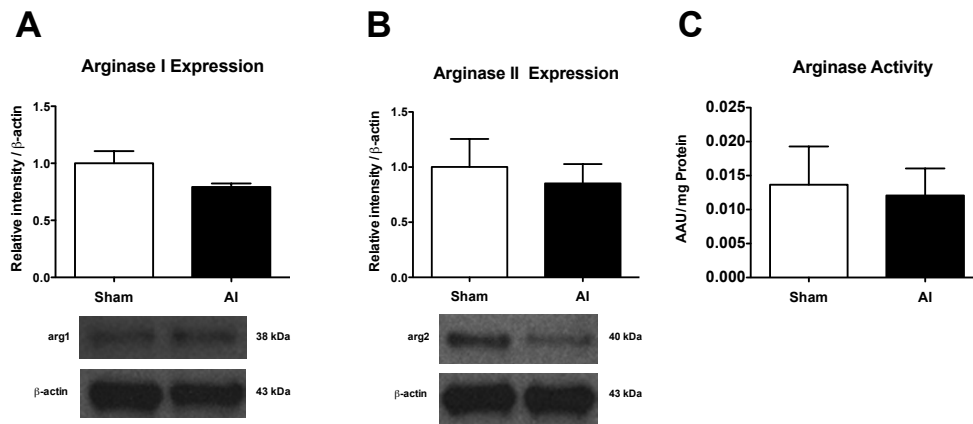 A
Arginase I Expression
Relative intensity / β-actin
1.5
1.0
0.5
0.0
Sham AI
arg1 38 kDa
β-actin 43 kDa
B
Arginase II Expression
Relative intensity / β-actin
1.5
1.0
0.5
0.0
Sham AI
arg2 40 kDa
β-actin 43 kDa
C
Arginase Activity
AAU/mg Protein
0.025
0.020
0.015
0.010
0.005
0.000
Sham AI